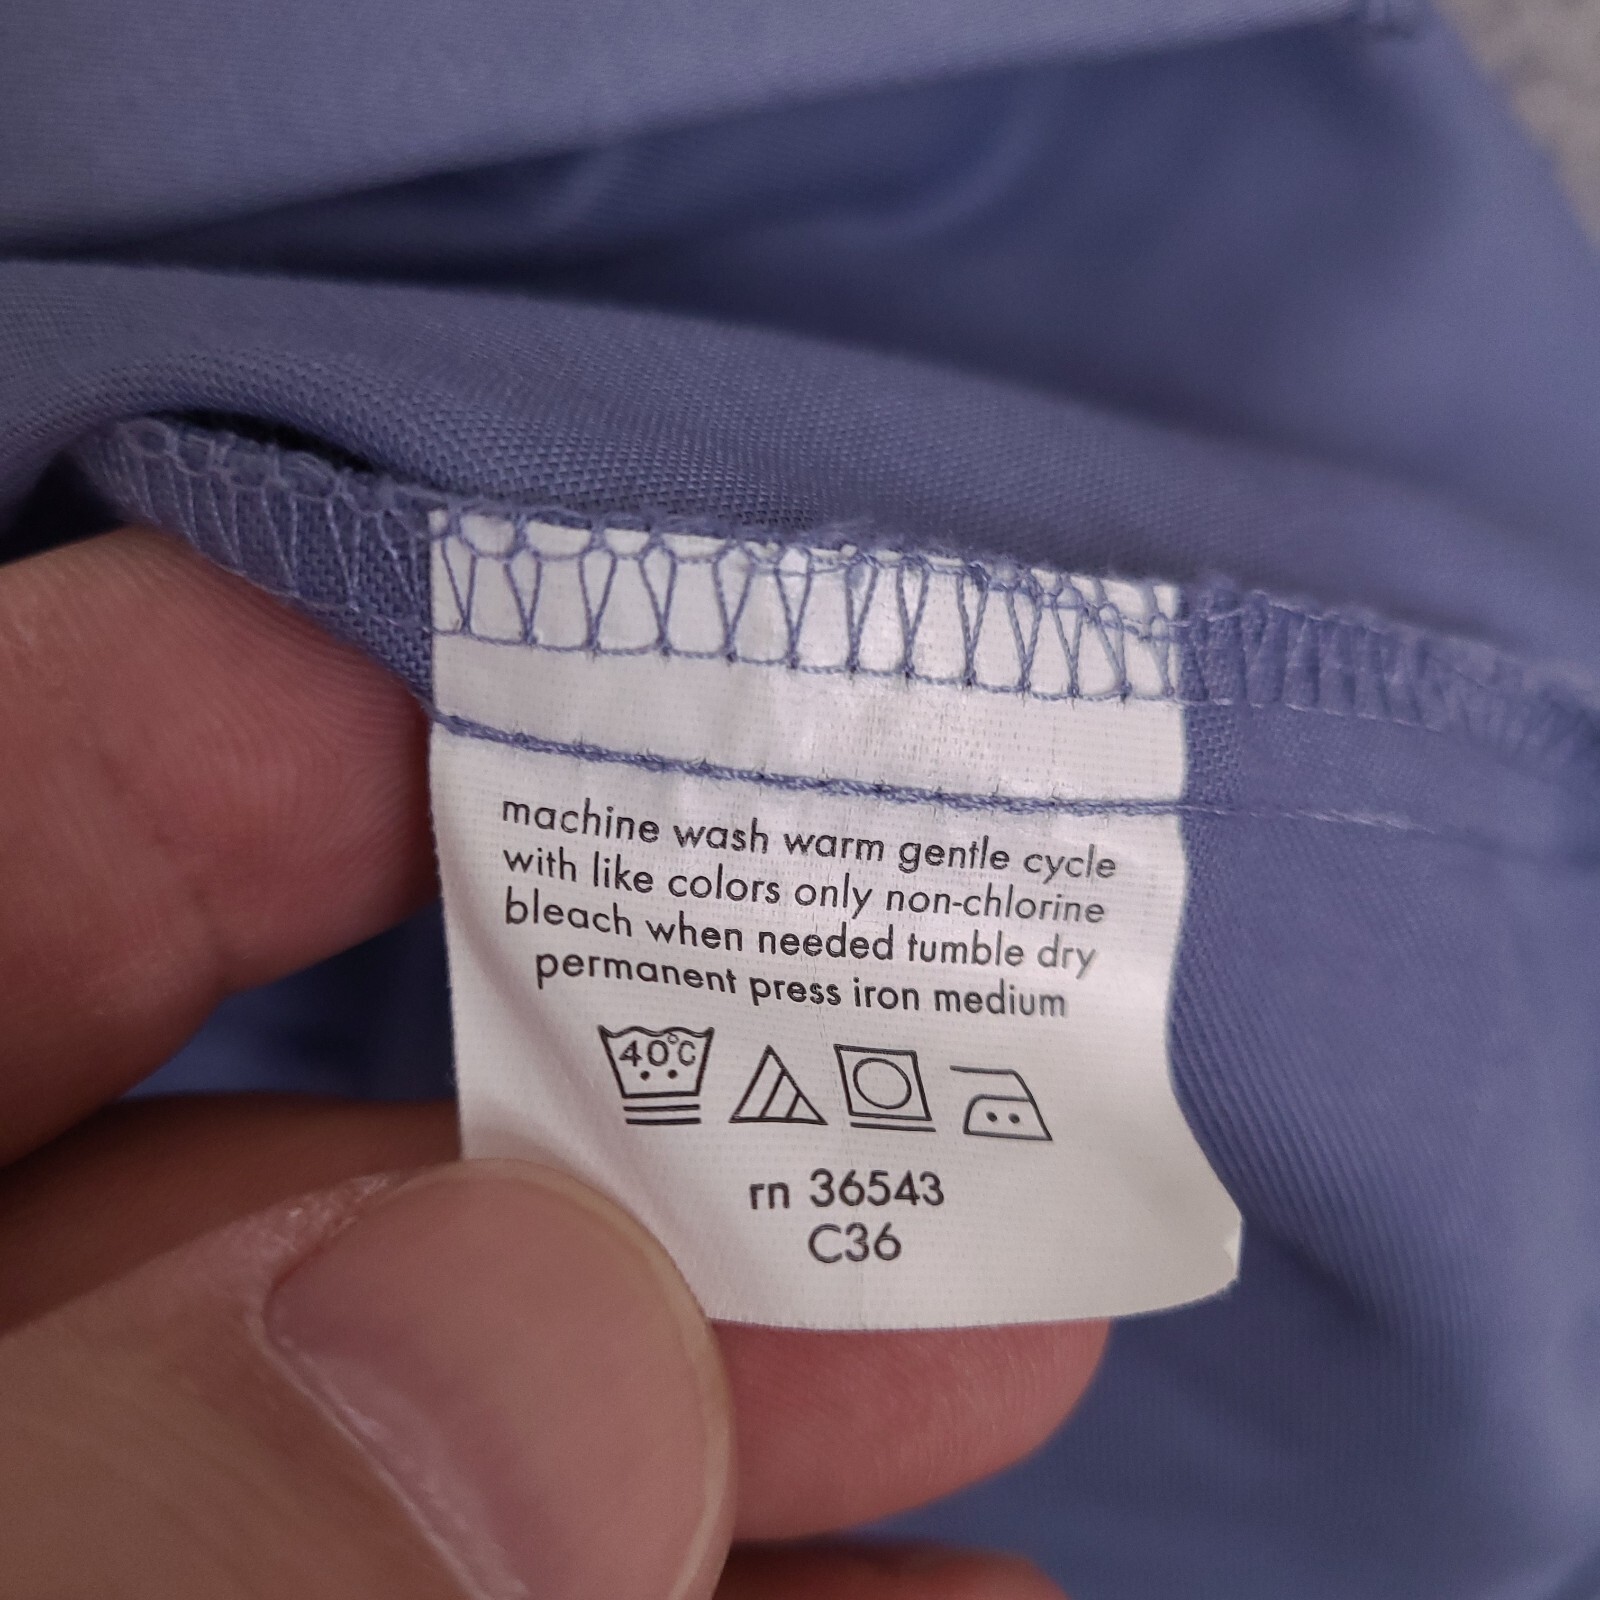 machine wash warm gentle cycle
with like colors only non-chlorine
bleach when needed tumble dry
permanent press iron medium
40°C
rn 36543
C36